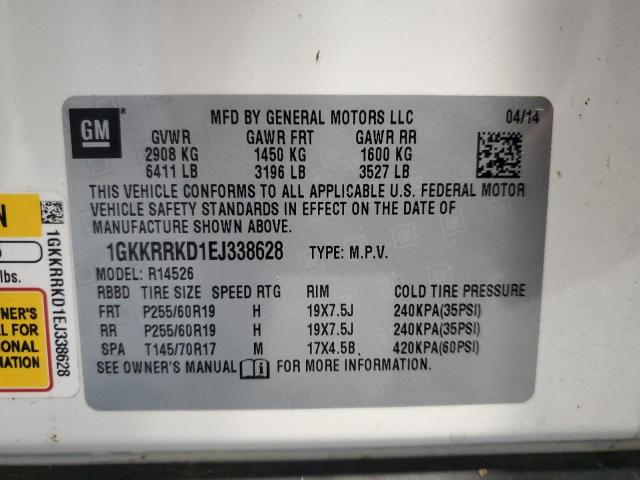 GM
®
MFD BY GENERAL MOTORS LLC 04/14
GVWR GAWR FRT GAWR RR
2908 KG 1450 KG 1600 KG
6411 LB 3196 LB 3527 LB
THIS VEHICLE CONFORMS TO ALL APPLICABLE U.S. FEDERAL MOTOR
VEHICLE SAFETY STANDARDS IN EFFECT ON THE DATE OF
MANUFACTURE SHOWN ABOVE.
1GKKRRKD1EJ338628 TYPE: M.P.V.
MODEL: R14526
RBBD TIRE SIZE SPEED RTG RIM COLD TIRE PRESSURE
FRT P255/60R19 H 19X7.5J 240KPA(35PSI)
RR P255/60R19 H 19X7.5J 240KPA(35PSI)
SPA T145/70R17 M 17X4.5B 420KPA(60PSI)
SEE OWNER'S MANUAL FOR MORE INFORMATION.
1GKKRRKD1EJ338628
N
lbs.
OWNER'S
FOR
MATION